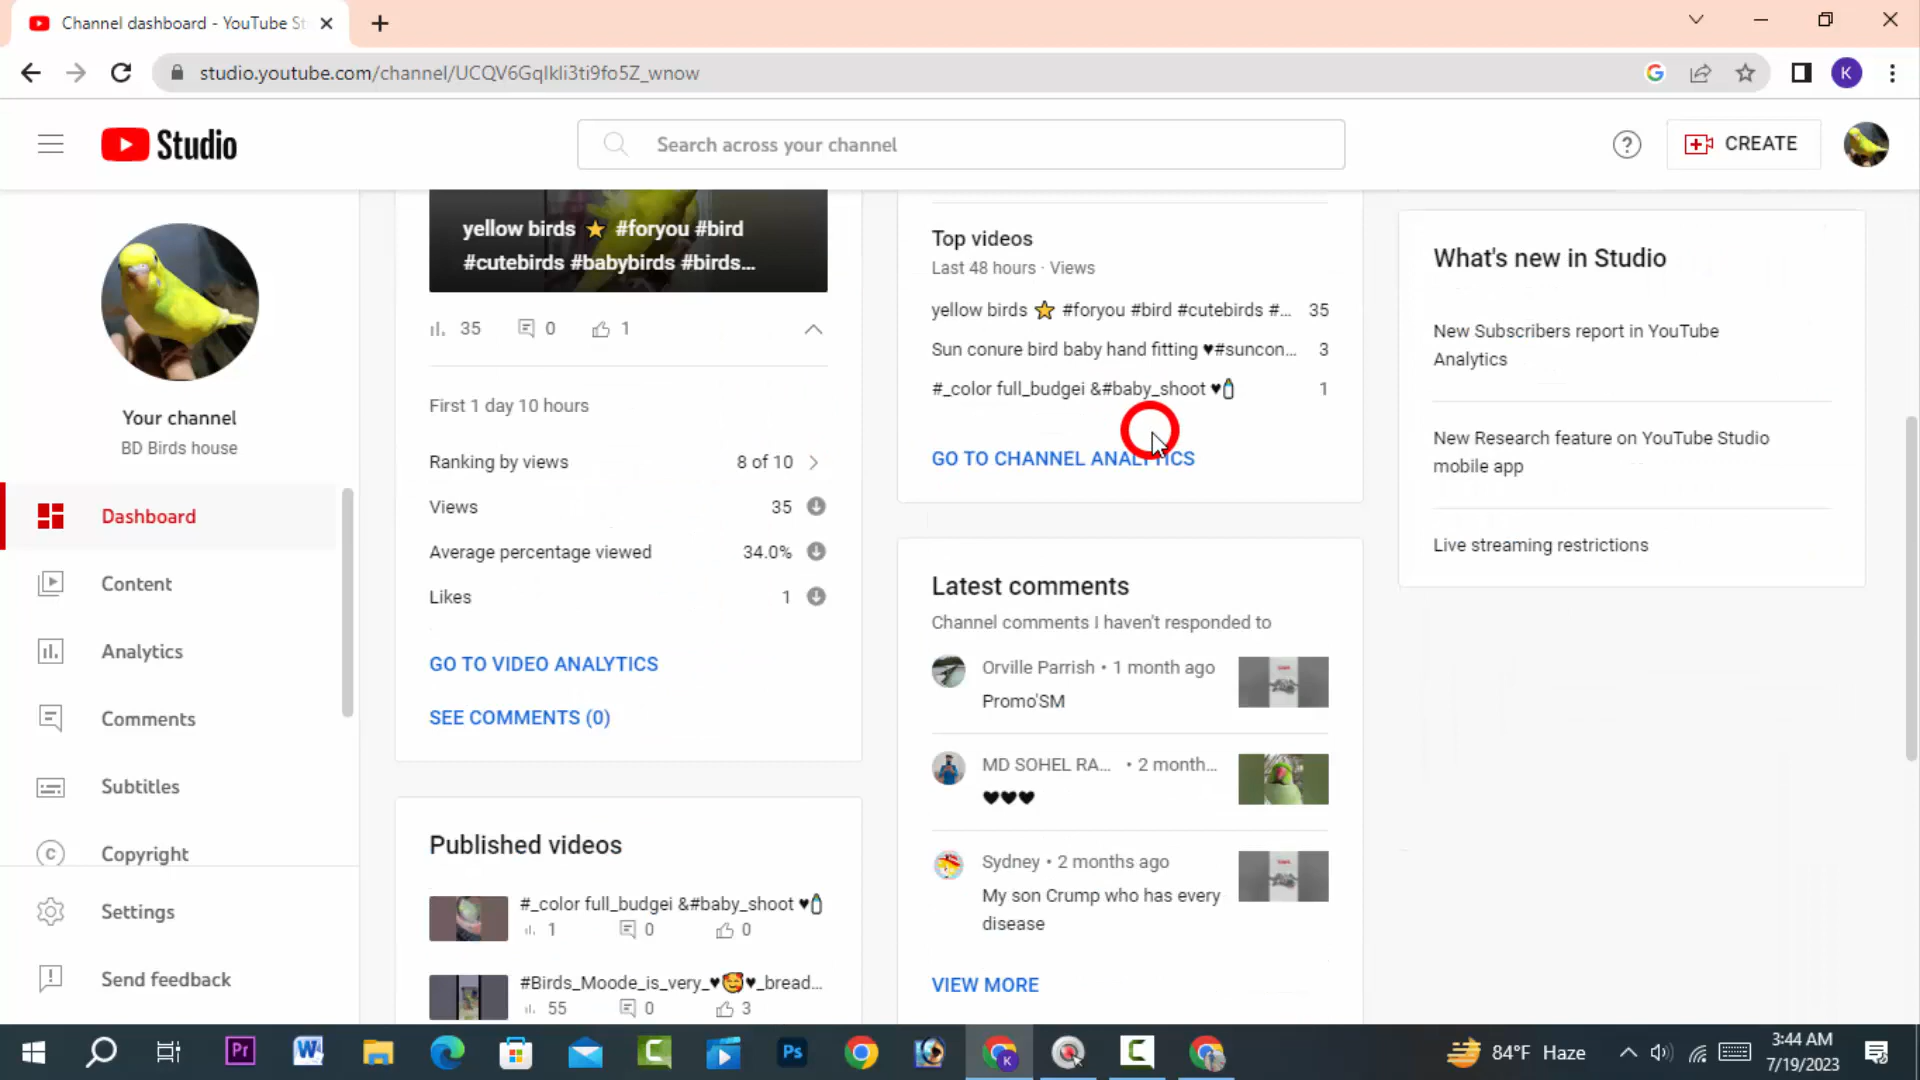 Channel dashboard - YouTube St
studio.youtube.com/channel/UCQV6Gqlkli3ti9fo5Z_wnow
K
Studio
Search across your channel
CREATE
Your channel
BD Birds house
Dashboard
Content
Analytics
Comments
Subtitles
Copyright
Settings
Send feedback
yellow birds ⭐ #foryou #bird
#cutebirds #babybirds #birds...
35 0 1
First 1 day 10 hours
Ranking by views 8 of 10
Views 35
Average percentage viewed 34.0%
Likes 1
GO TO VIDEO ANALYTICS
SEE COMMENTS (0)
Published videos
#_color full_budgei &#baby_shoot ♥🍼
1 0 0
#Birds_Moode_is_very_♥🥰♥_bread...
55 0 3
Top videos
Last 48 hours · Views
yellow birds ⭐ #foryou #bird #cutebirds #... 35
Sun conure bird baby hand fitting ♥#suncon... 3
#_color full_budgei &#baby_shoot ♥🍼 1
GO TO CHANNEL ANALYTICS
Latest comments
Channel comments I haven't responded to
Orville Parrish • 1 month ago
Promo'SM
MD SOHEL RA... • 2 month...
♥♥♥
Sydney • 2 months ago
My son Crump who has every
disease
VIEW MORE
What's new in Studio
New Subscribers report in YouTube
Analytics
New Research feature on YouTube Studio
mobile app
Live streaming restrictions
Pr
W
Ps
K
84°F Haze
3:44 AM
7/19/2023